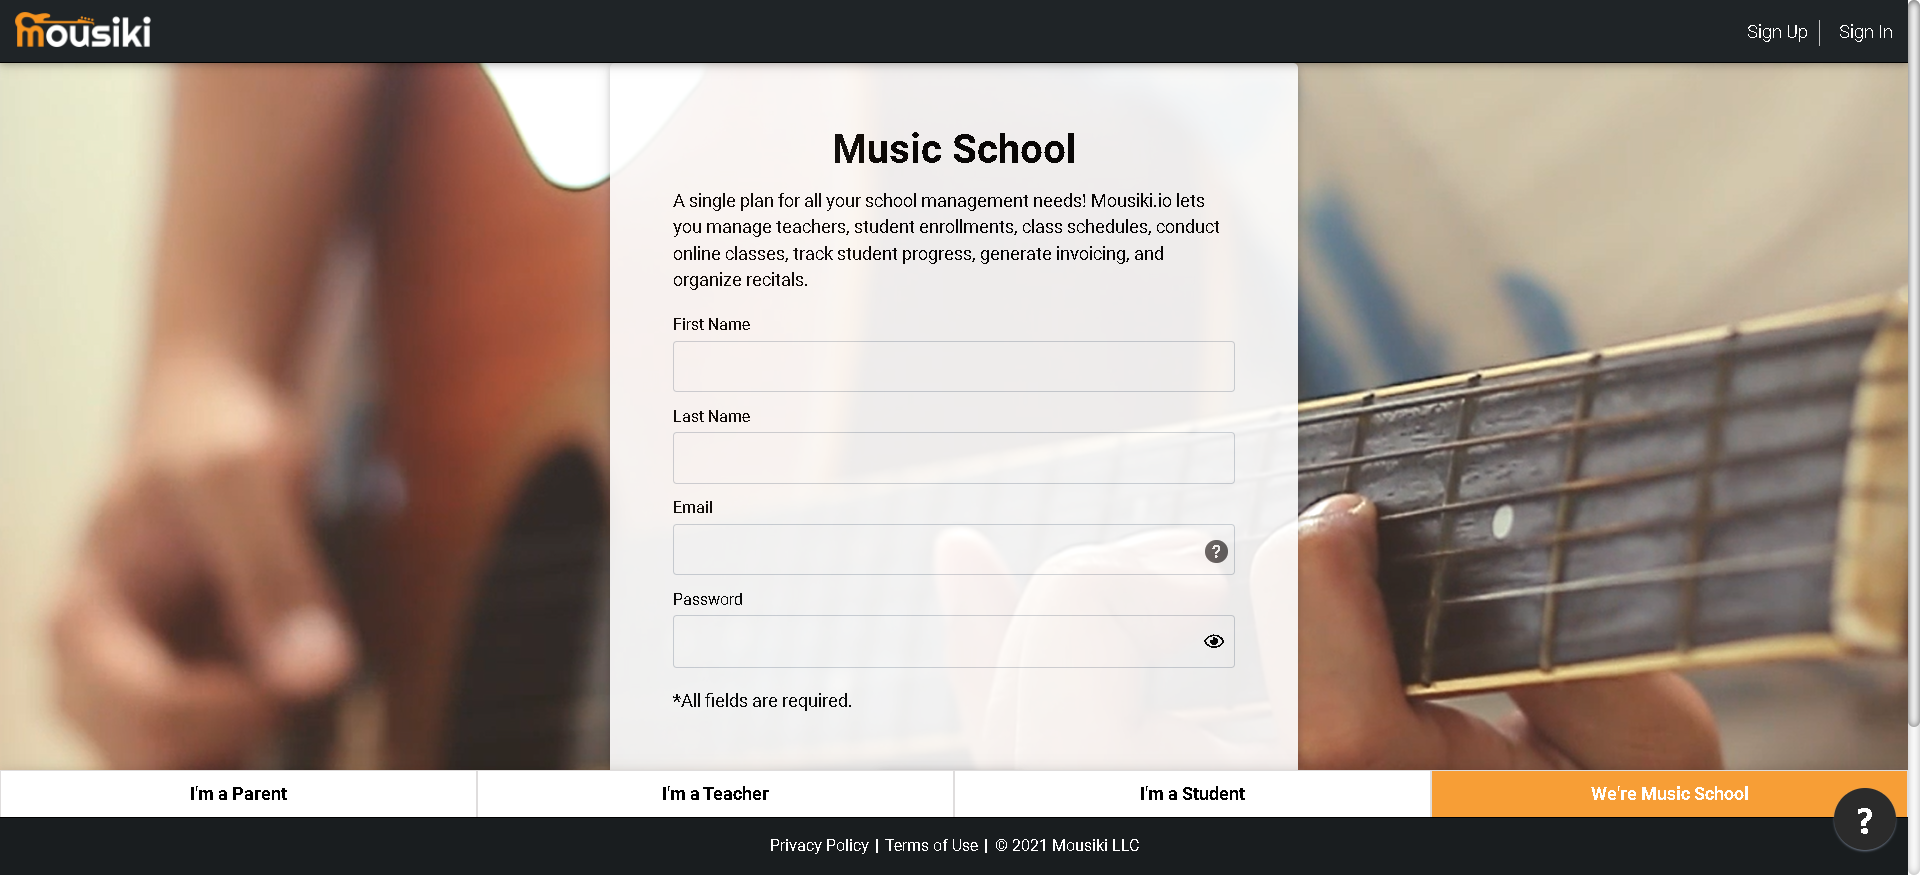 mousiki
Sign Up
Sign In
Music School
A single plan for all your school management needs! Mousiki.io lets
you manage teachers, student enrollments, class schedules, conduct
online classes, track student progress, generate invoicing, and
organize recitals.
First Name
Last Name
Email
?
Password
*All fields are required.
I'm a Parent
I'm a Teacher
I'm a Student
We're Music School
?
Privacy Policy | Terms of Use | © 2021 Mousiki LLC